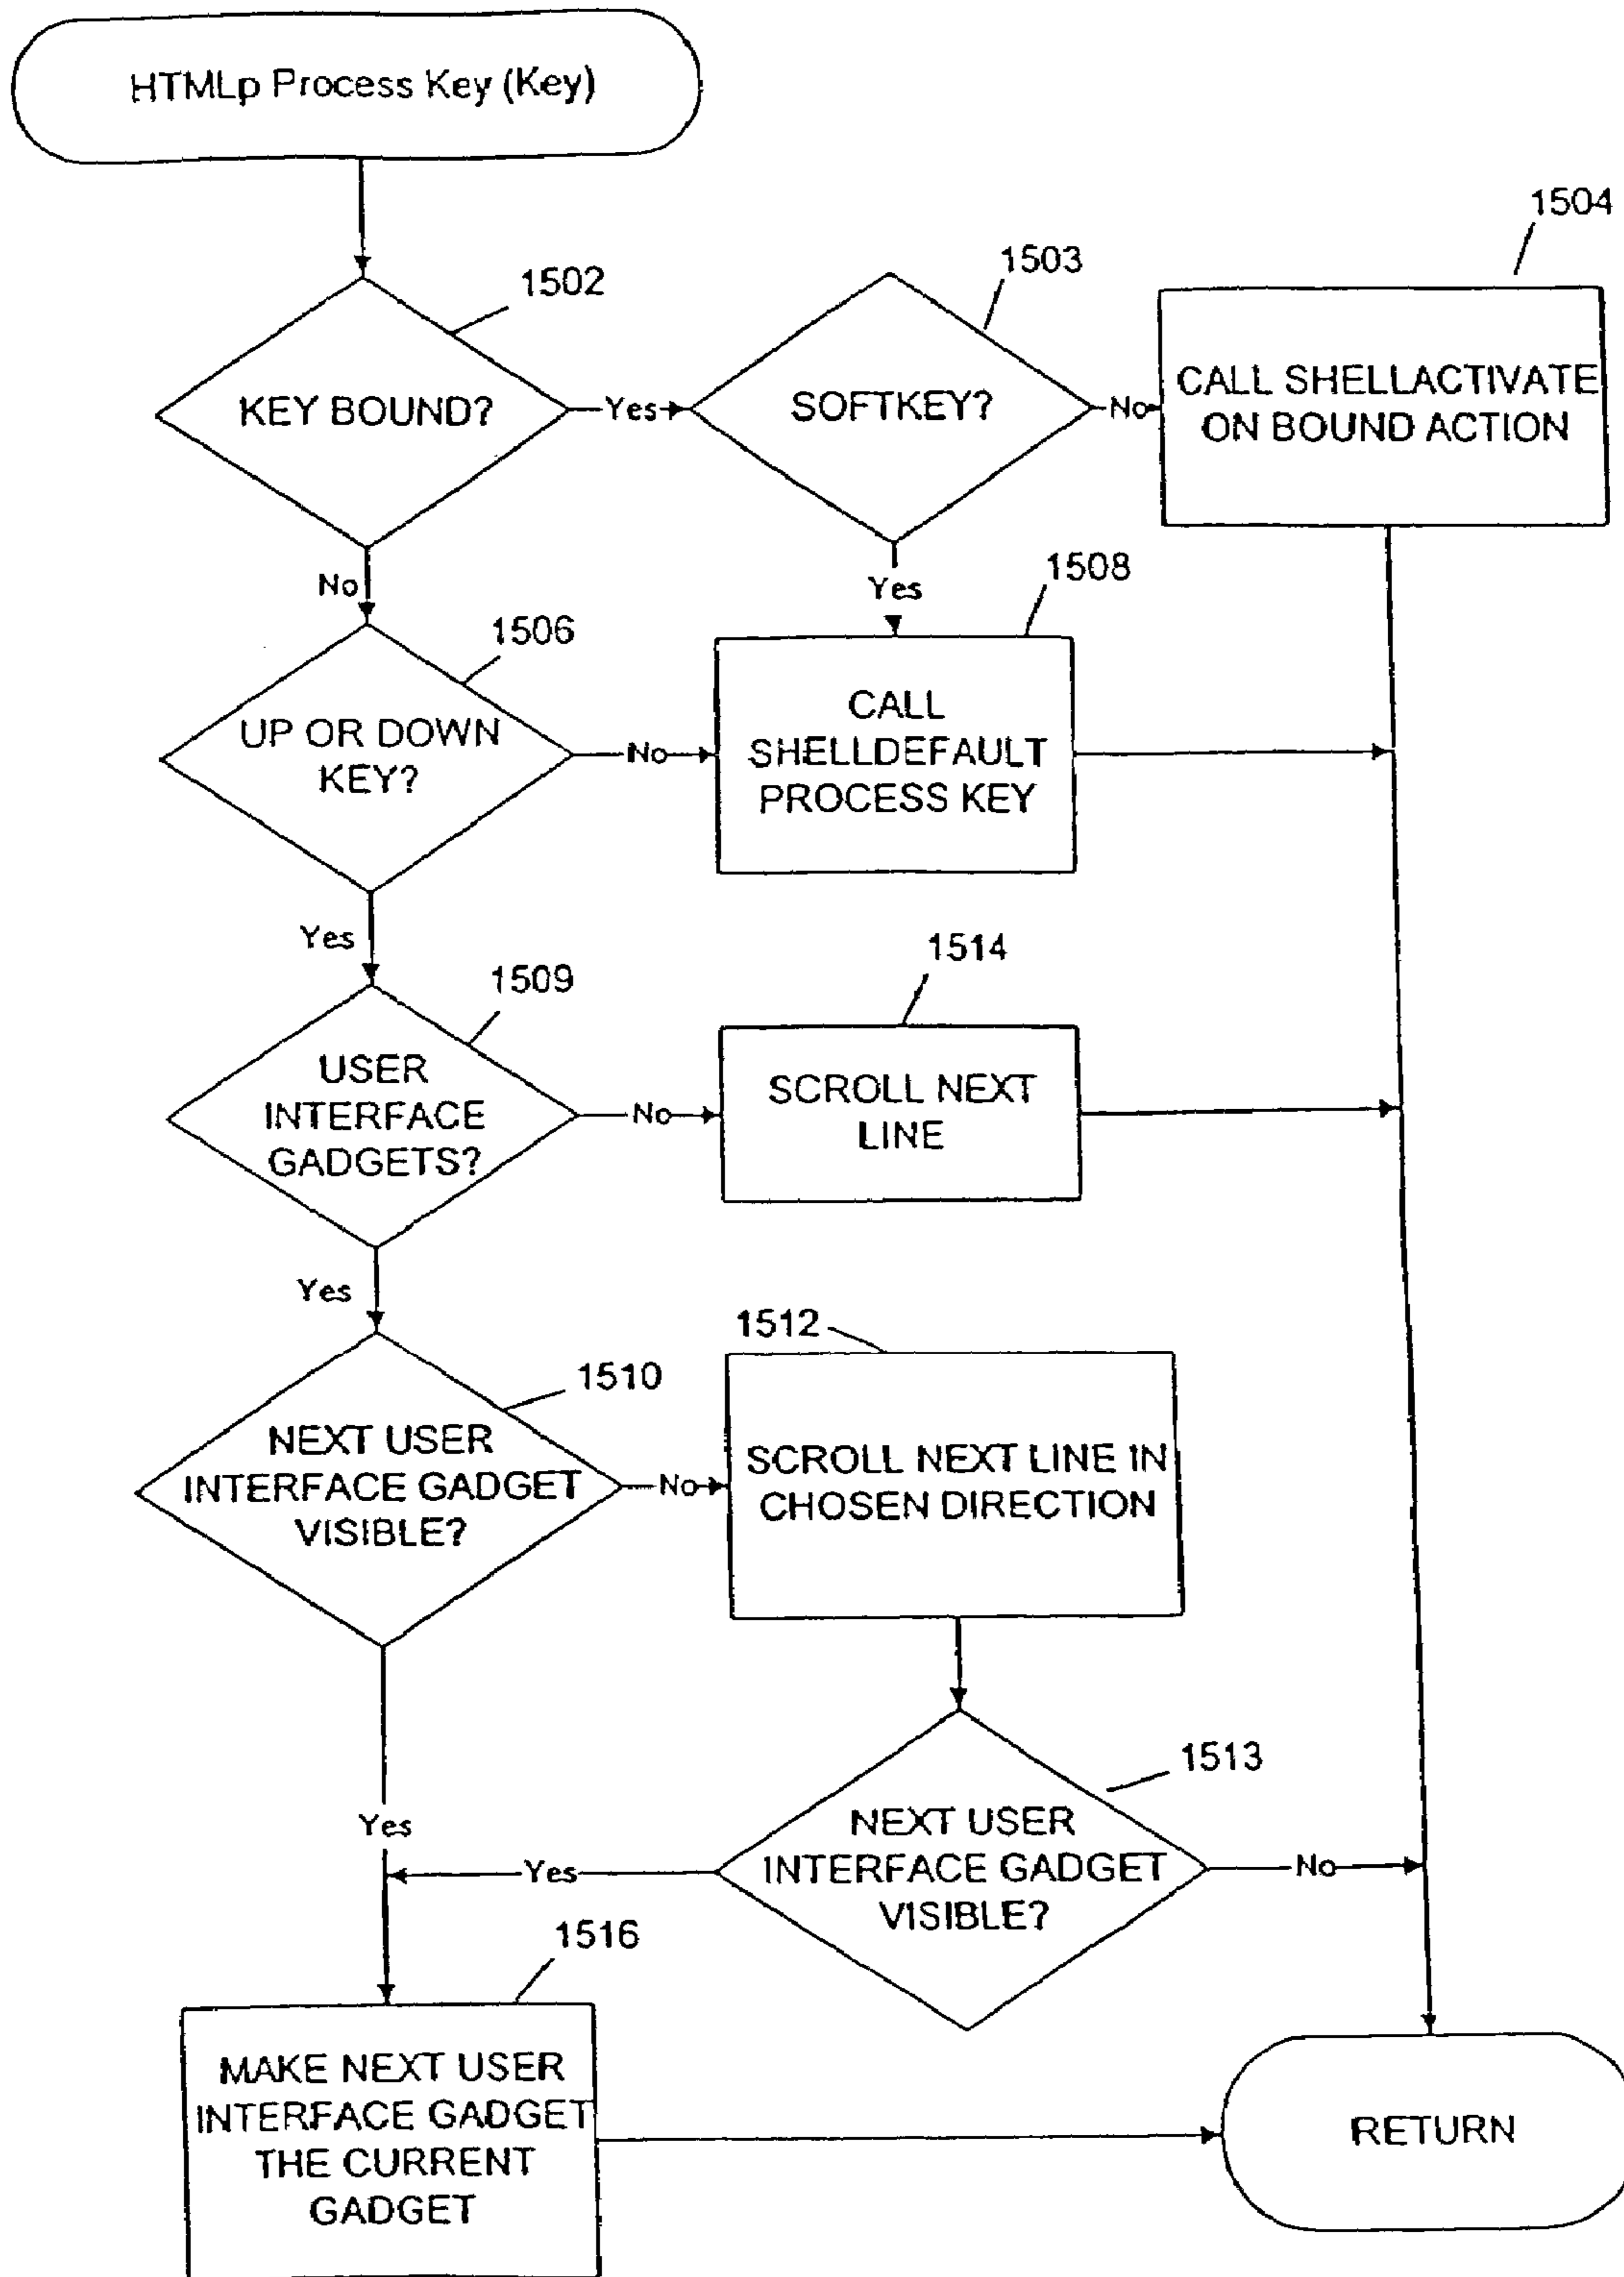 HTMLp Process Key (Key)
1502
KEY BOUND?
Yes
1503
SOFTKEY?
No
1504
CALL SHELLACTIVATE
ON BOUND ACTION
No
Yes
1506
UP OR DOWN
KEY?
No
1508
CALL
SHELLDEFAULT
PROCESS KEY
Yes
1509
USER
INTERFACE
GADGETS?
No
1514
SCROLL NEXT
LINE
Yes
1510
NEXT USER
INTERFACE GADGET
VISIBLE?
No
1512
SCROLL NEXT LINE IN
CHOSEN DIRECTION
Yes
1513
NEXT USER
INTERFACE GADGET
VISIBLE?
Yes
No
1516
MAKE NEXT USER
INTERFACE GADGET
THE CURRENT
GADGET
RETURN